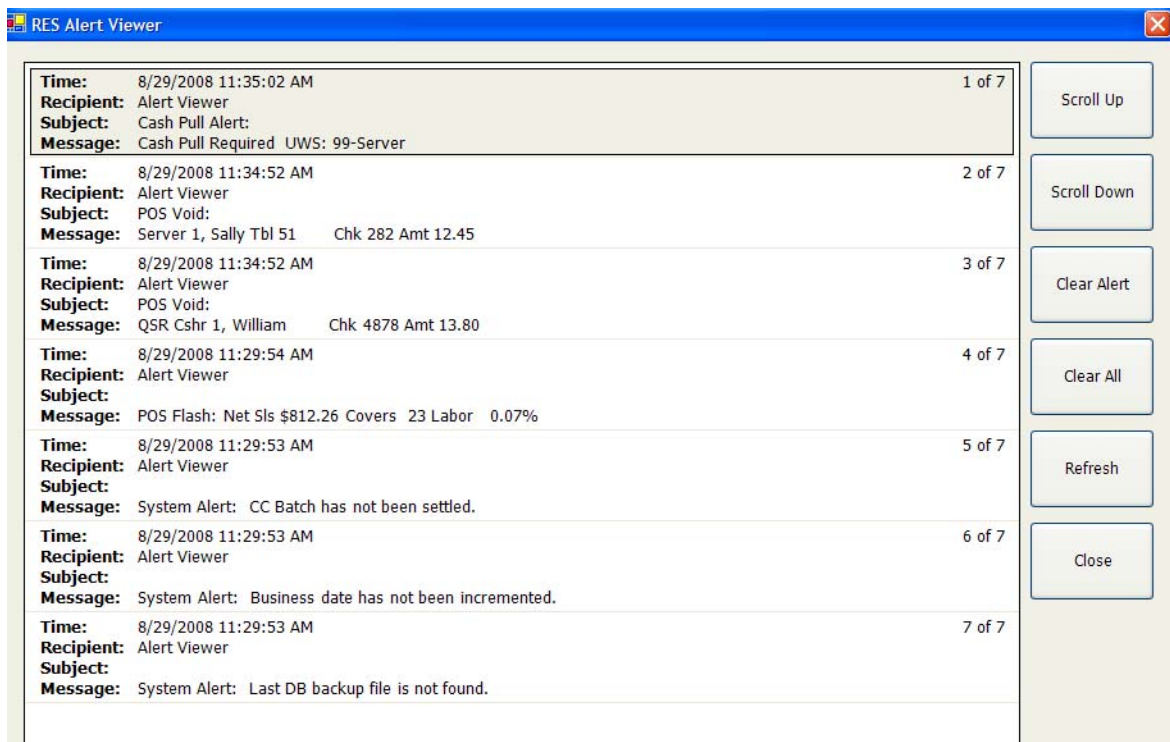 RES Alert Viewer
Time: 8/29/2008 11:35:02 AM 1 of 7
Recipient: Alert Viewer
Subject: Cash Pull Alert:
Message: Cash Pull Required UWS: 99-Server
Time: 8/29/2008 11:34:52 AM 2 of 7
Recipient: Alert Viewer
Subject: POS Void:
Message: Server 1, Sally Tbl 51 Chk 282 Amt 12.45
Time: 8/29/2008 11:34:52 AM 3 of 7
Recipient: Alert Viewer
Subject: POS Void:
Message: QSR Cshr 1, William Chk 4878 Amt 13.80
Time: 8/29/2008 11:29:54 AM 4 of 7
Recipient: Alert Viewer
Subject:
Message: POS Flash: Net Sls $812.26 Covers 23 Labor 0.07%
Time: 8/29/2008 11:29:53 AM 5 of 7
Recipient: Alert Viewer
Subject:
Message: System Alert: CC Batch has not been settled.
Time: 8/29/2008 11:29:53 AM 6 of 7
Recipient: Alert Viewer
Subject:
Message: System Alert: Business date has not been incremented.
Time: 8/29/2008 11:29:53 AM 7 of 7
Recipient: Alert Viewer
Subject:
Message: System Alert: Last DB backup file is not found.
Scroll Up
Scroll Down
Clear Alert
Clear All
Refresh
Close